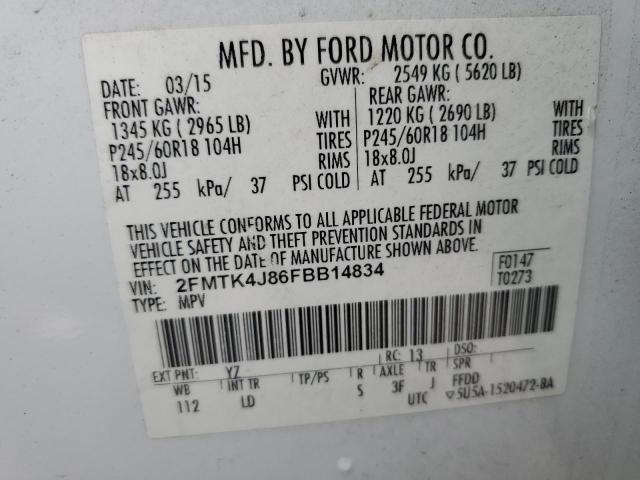 MFD. BY FORD MOTOR CO.
DATE: 03/15 GVWR: 2549 KG ( 5620 LB)
FRONT GAWR: REAR GAWR:
1345 KG ( 2965 LB) WITH 1220 KG ( 2690 LB) WITH
P245/60R18 104H TIRES P245/60R18 104H TIRES
18x8.0J RIMS 18x8.0J RIMS
AT 255 kPa/ 37 PSI COLD AT 255 kPa/ 37 PSI COLD
THIS VEHICLE CONFORMS TO ALL APPLICABLE FEDERAL MOTOR
VEHICLE SAFETY AND THEFT PREVENTION STANDARDS IN
EFFECT ON THE DATE OF MANUFACTURE SHOWN ABOVE.
VIN: 2FMTK4J86FBB14834 F0147
TYPE: MPV T0273
EXT PNT: YZ RC: 13 DSO:
WB INT TR TP/PS R AXLE TR SPR
112 LD S 3F J FFDD
UTC ▽5U5A-1520472-BA